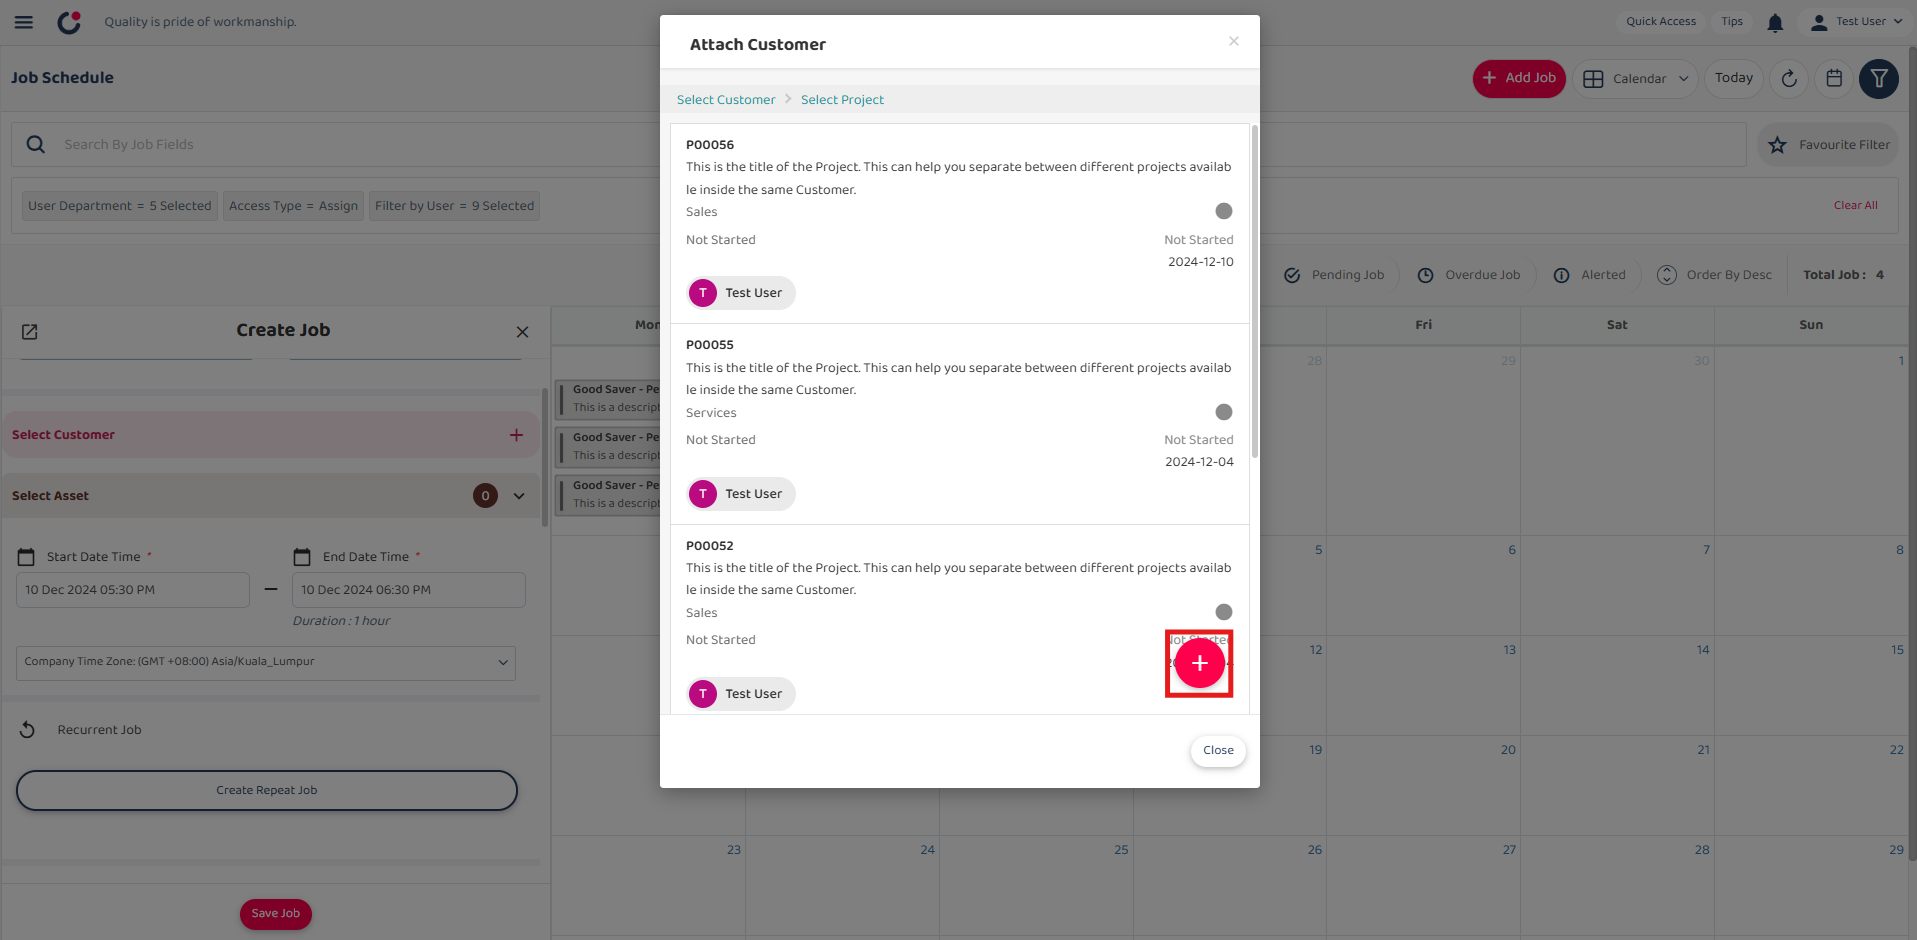 Quality is pride of workmanship.
Quick Access
Tips
Test User
Job Schedule
Add Job
Calendar
Today
Search By Job Fields
Favourite Filter
User Department = 5 Selected
Access Type = Assign
Filter by User = 9 Selected
Clear All
Pending Job
Overdue Job
Alerted
Order By Desc
Total Job : 4
Create Job
Select Customer
Select Asset
0
Start Date Time *
End Date Time *
10 Dec 2024 05:30 PM
10 Dec 2024 06:30 PM
Duration : 1 hour
Company Time Zone: (GMT +08:00) Asia/Kuala_Lumpur
Recurrent Job
Create Repeat Job
Save Job
Fri
Sat
Sun
28
29
30
1
Good Saver - Pe
This is a descript
Good Saver - Pe
This is a descript
Good Saver - Pe
This is a descript
5
6
7
8
12
13
14
15
19
20
21
22
23
24
25
26
27
28
29
Attach Customer
Select Customer
Select Project
P00056
This is the title of the Project. This can help you separate between different projects availab
le inside the same Customer.
Sales
Not Started
Not Started
2024-12-10
T
Test User
P00055
This is the title of the Project. This can help you separate between different projects availab
le inside the same Customer.
Services
Not Started
Not Started
2024-12-04
T
Test User
P00052
This is the title of the Project. This can help you separate between different projects availab
le inside the same Customer.
Sales
Not Started
T
Test User
Close